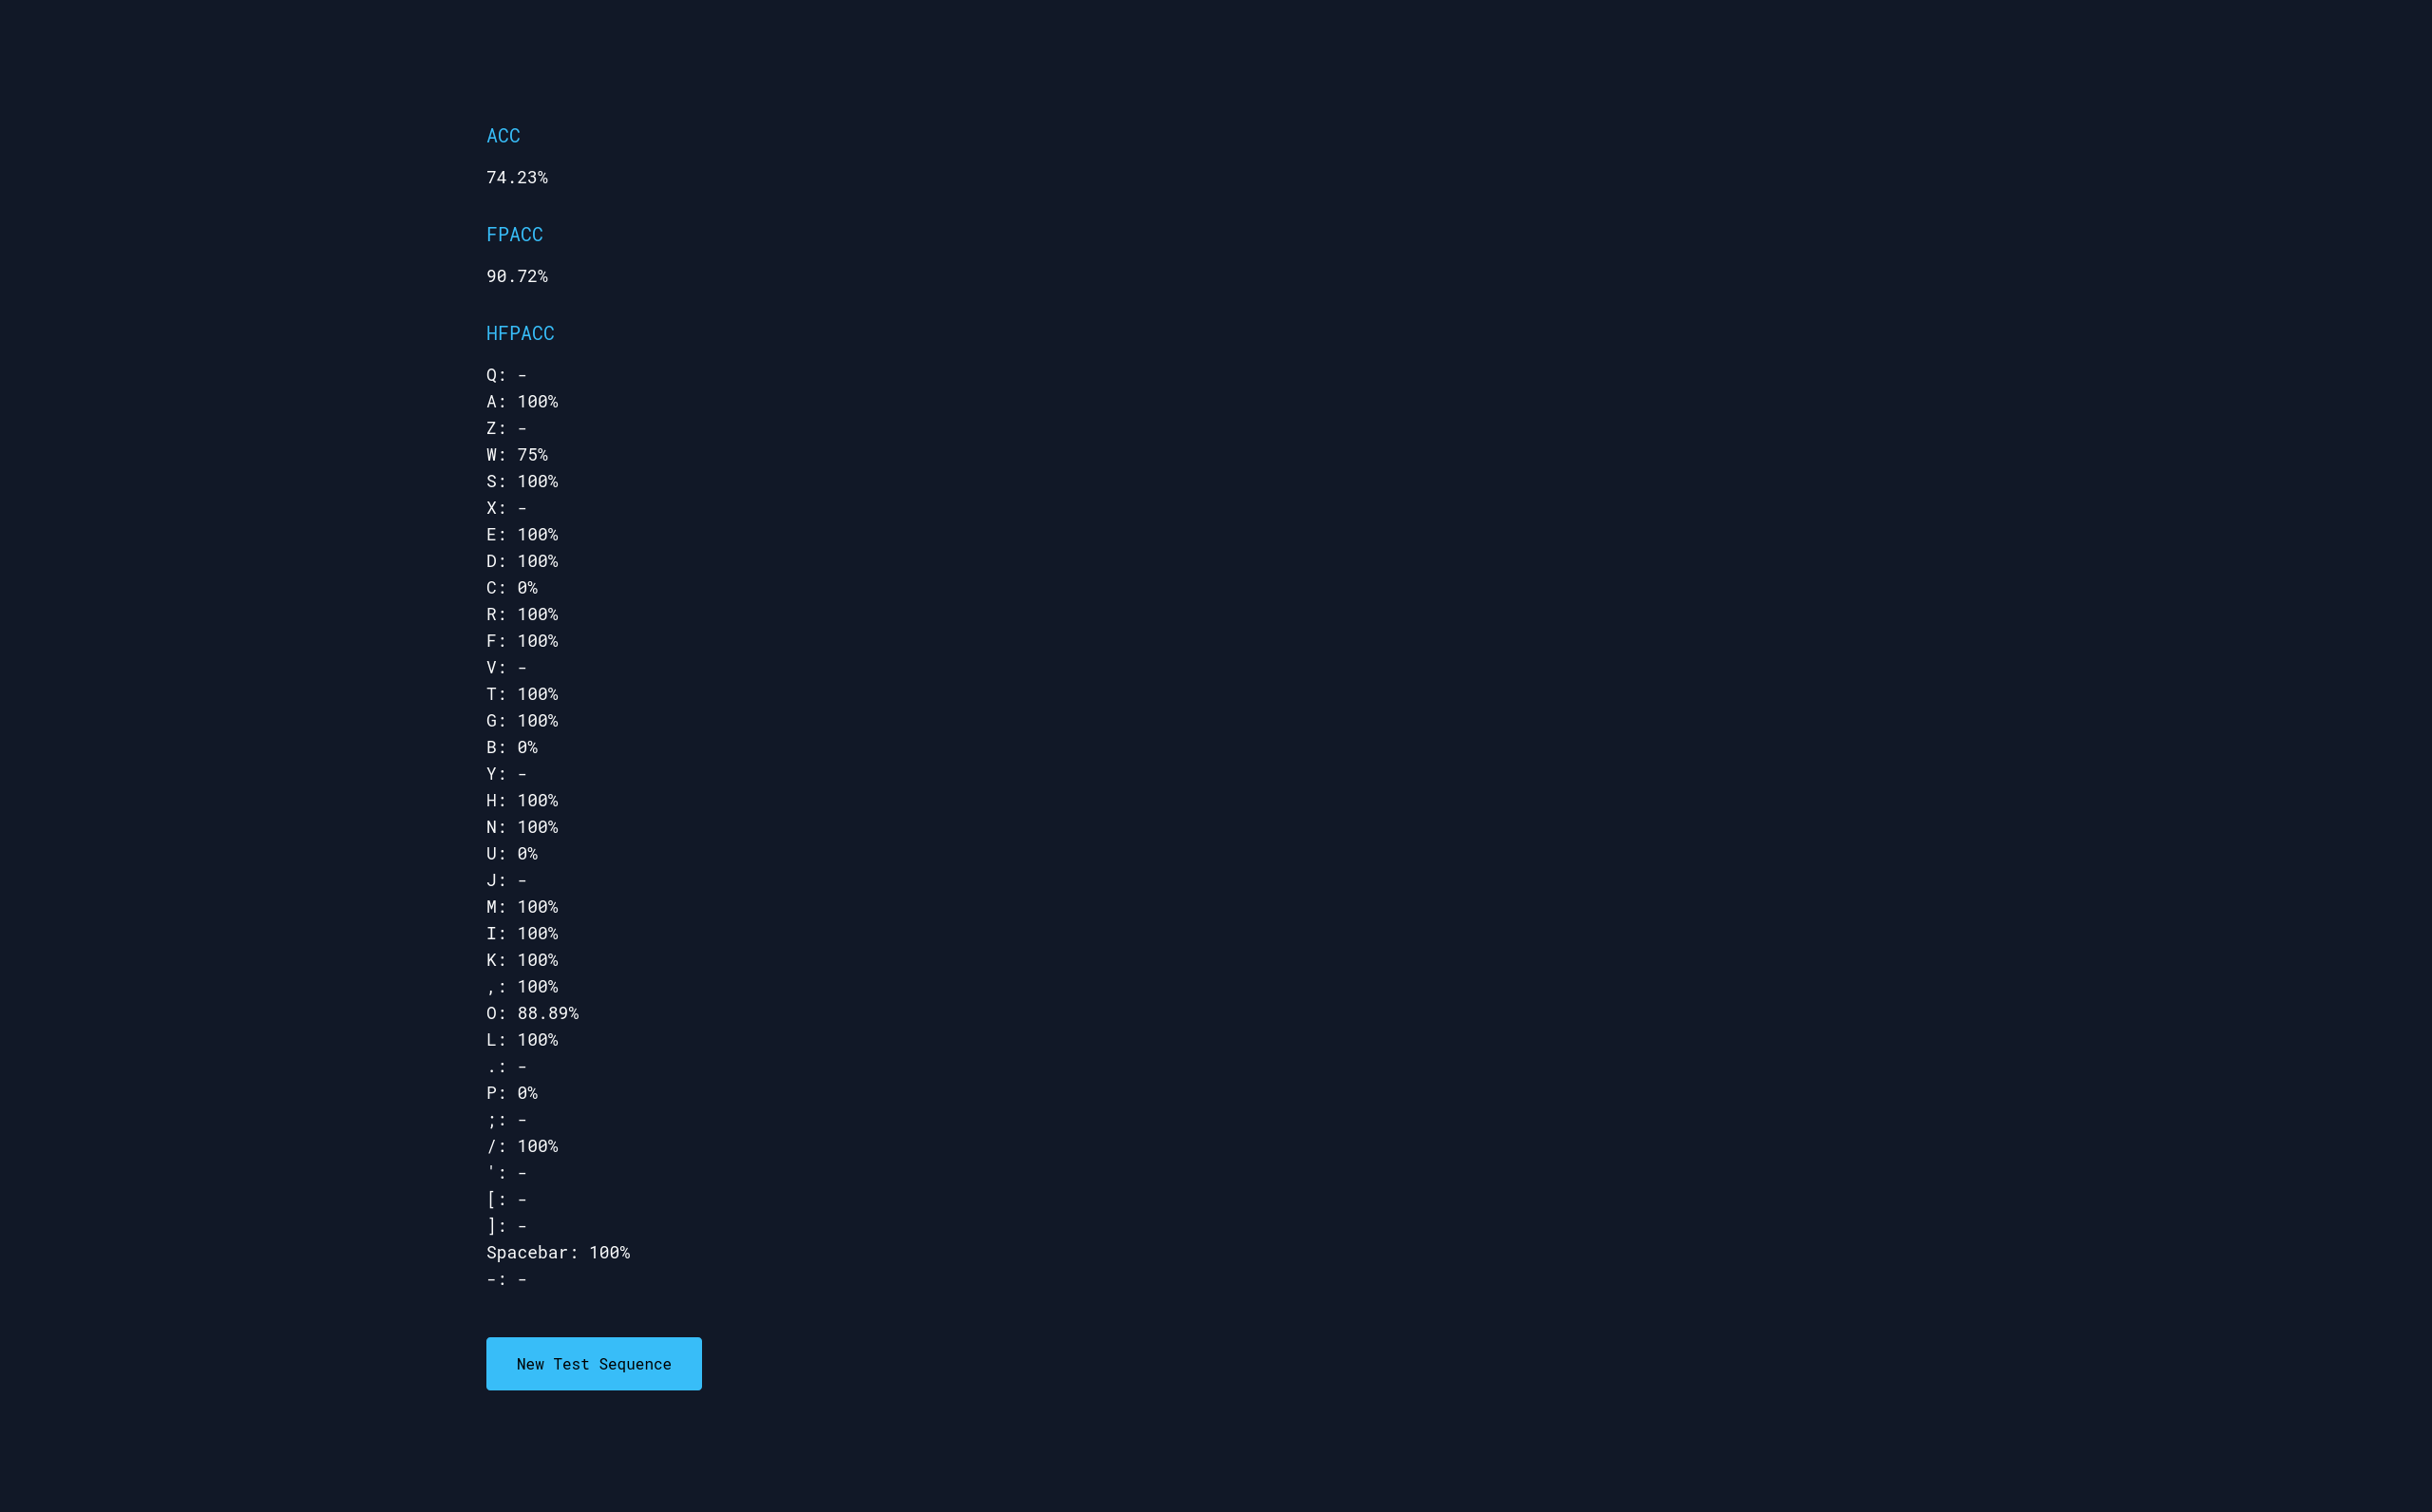 ACC
74.23%
FPACC
90.72%
HFPACC
Q: -
A: 100%
Z: -
W: 75%
S: 100%
X: -
E: 100%
D: 100%
C: 0%
R: 100%
F: 100%
V: -
T: 100%
G: 100%
B: 0%
Y: -
H: 100%
N: 100%
U: 0%
J: -
M: 100%
I: 100%
K: 100%
,: 100%
O: 88.89%
L: 100%
.: -
P: 0%
;: -
/: 100%
': -
[: -
]: -
Spacebar: 100%
-: -
New Test Sequence